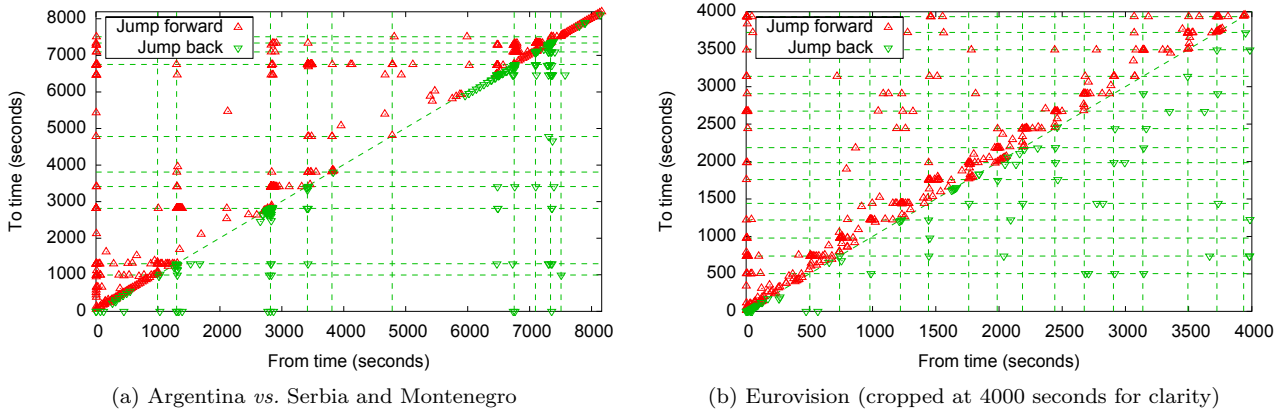 Jump forward
Jump back
8000
7000
6000
5000
4000
3000
2000
1000
0
To time (seconds)
0 1000 2000 3000 4000 5000 6000 7000 8000
From time (seconds)
(a) Argentina vs. Serbia and Montenegro
Jump forward
Jump back
4000
3500
3000
2500
2000
1500
1000
500
0
To time (seconds)
0 500 1000 1500 2000 2500 3000 3500 4000
From time (seconds)
(b) Eurovision (cropped at 4000 seconds for clarity)